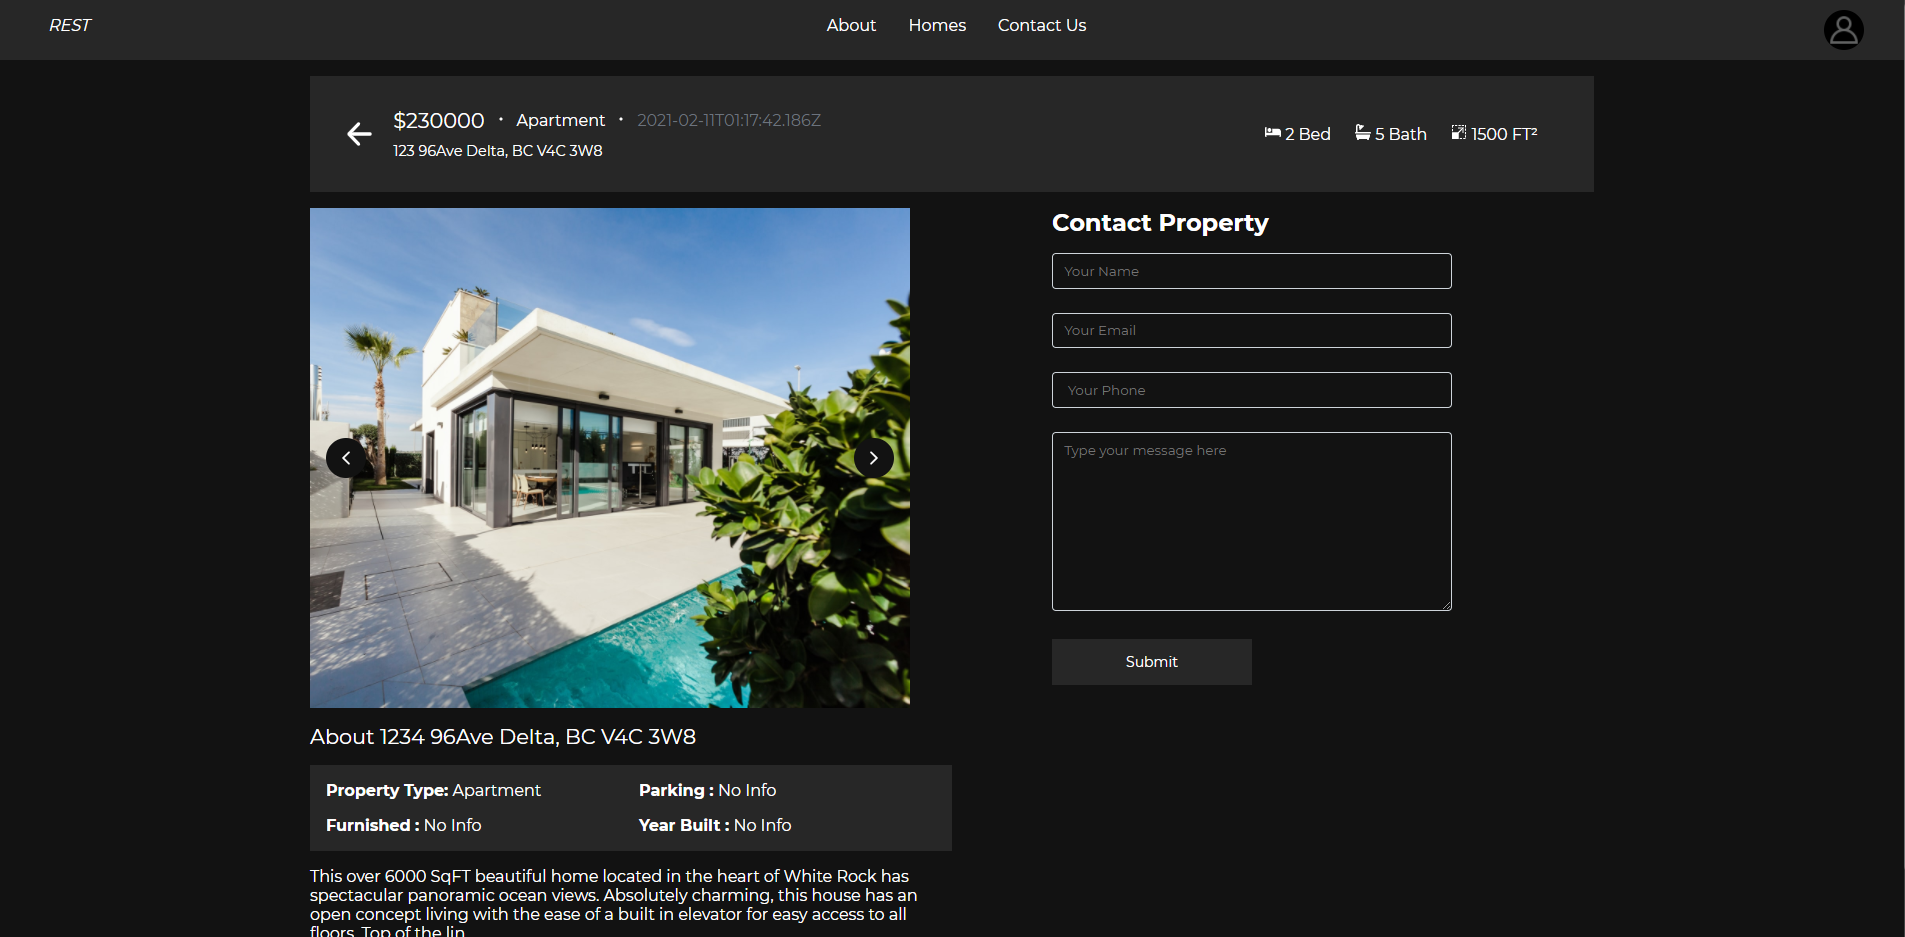 REST
About Homes Contact Us
$230000 • Apartment • 2021-02-11T01:17:42.186Z
123 96Ave Delta, BC V4C 3W8
2 Bed 5 Bath 1500 FT²
Contact Property
Your Name
Your Email
Your Phone
Type your message here
Submit
About 1234 96Ave Delta, BC V4C 3W8
Property Type: Apartment Parking : No Info
Furnished : No Info Year Built : No Info
This over 6000 SqFT beautiful home located in the heart of White Rock has
spectacular panoramic ocean views. Absolutely charming, this house has an
open concept living with the ease of a built in elevator for easy access to all
floors. Top of the lin